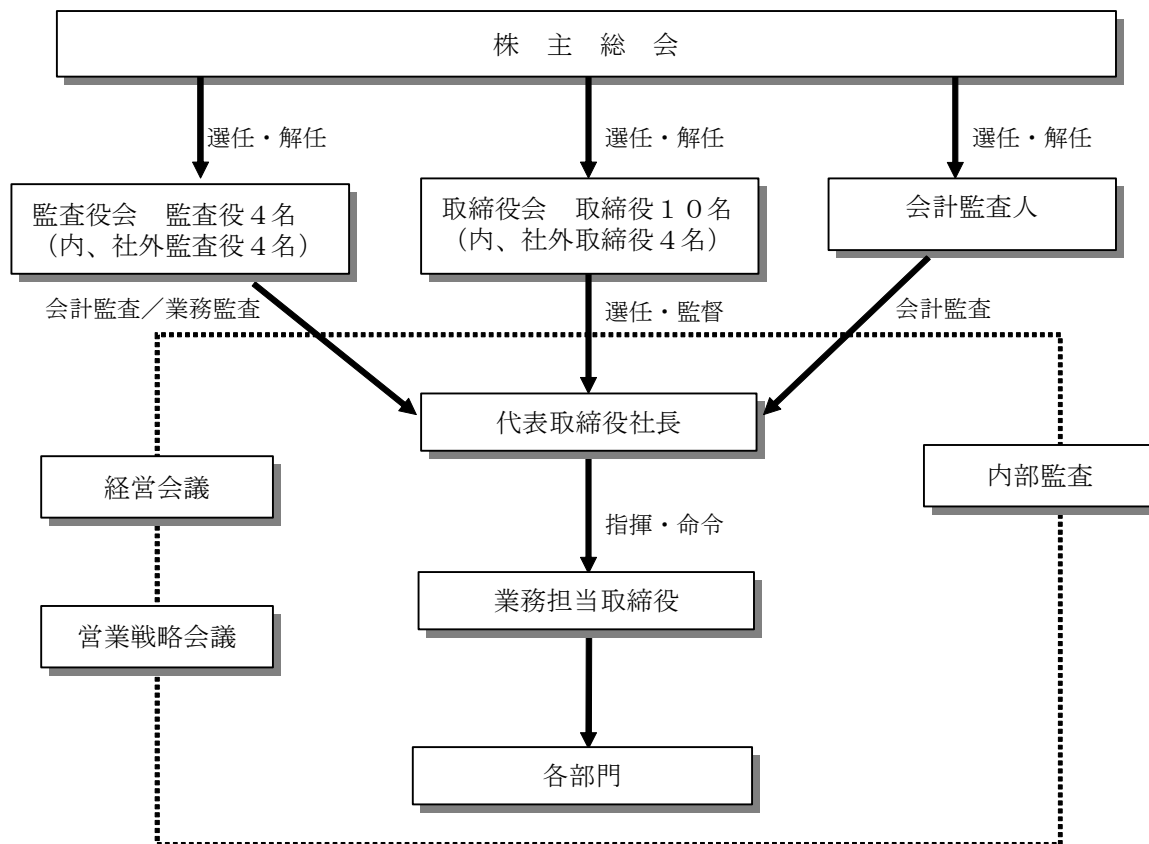 株　主　総　会
選任・解任
選任・解任
選任・解任
監査役会　監査役４名
（内、社外監査役４名）
取締役会　取締役１０名
（内、社外取締役４名）
会計監査人
会計監査／業務監査
選任・監督
会計監査
代表取締役社長
経営会議
内部監査
指揮・命令
業務担当取締役
営業戦略会議
各部門